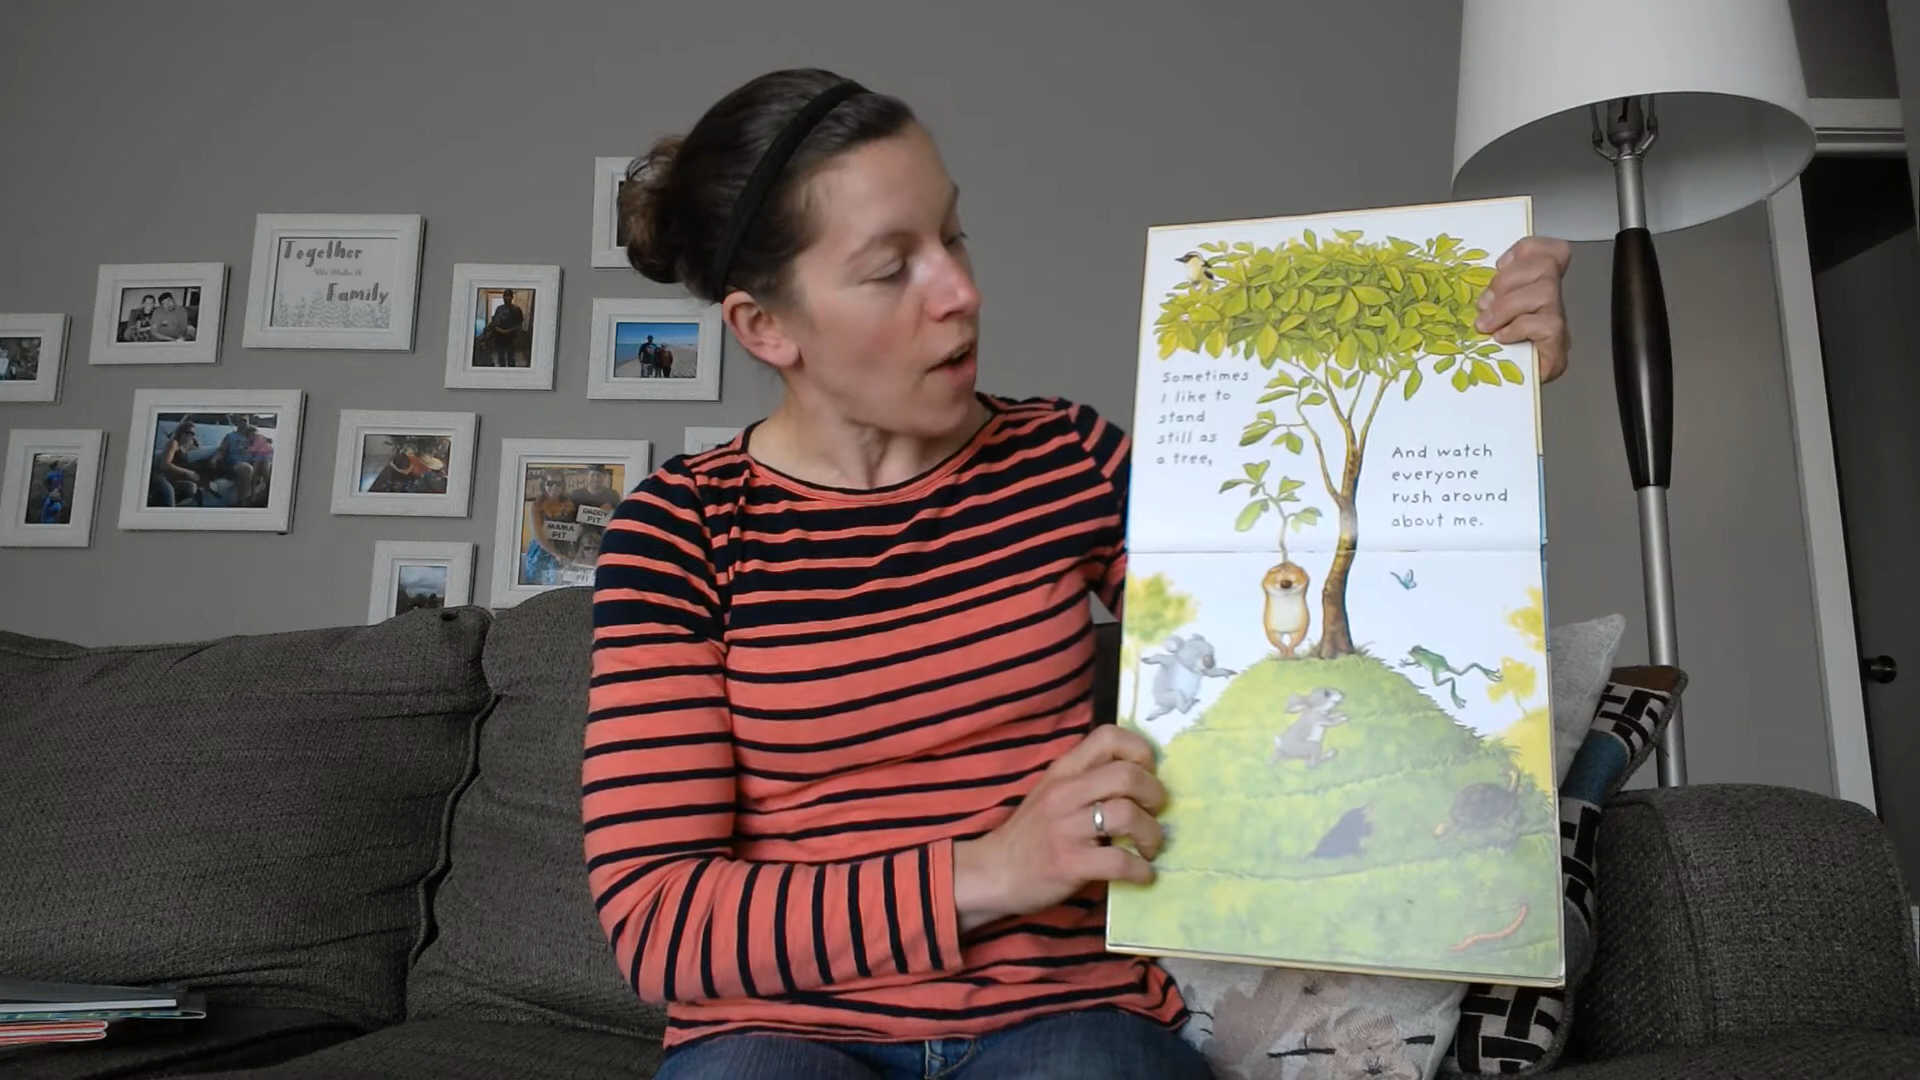 Together
Family
DADDY
PIT
MAMA
PIT
Sometimes
I like to
stand
still as
a tree,
And watch
everyone
rush around
about me.